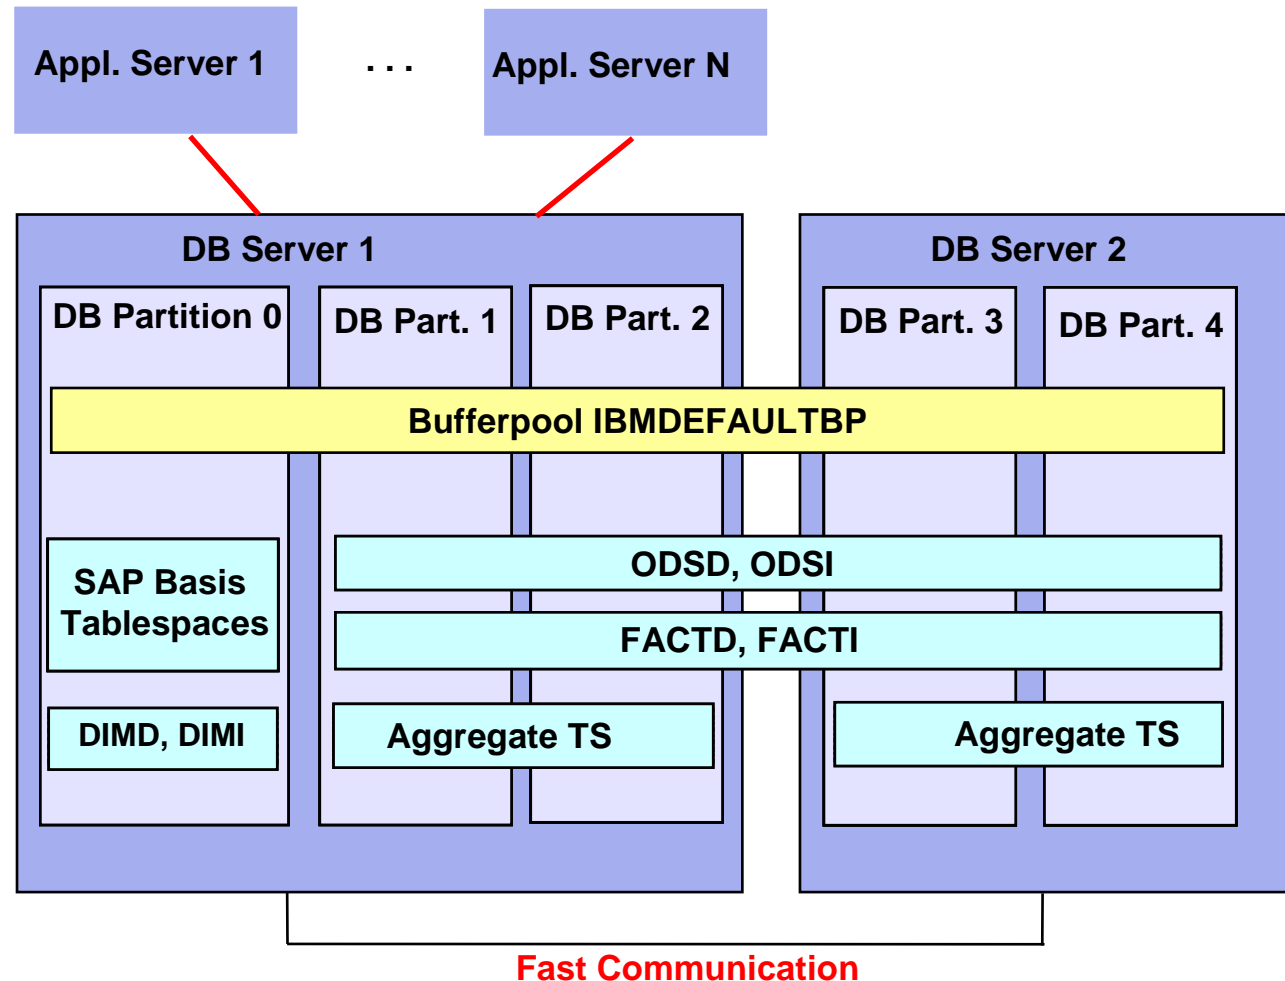 Appl. Server 1
. . .
Appl. Server N
DB Server 1
DB Server 2
DB Partition 0
DB Part. 1
DB Part. 2
DB Part. 3
DB Part. 4
Bufferpool IBMDEFAULTBP
SAP Basis
Tablespaces
ODSD, ODSI
FACTD, FACTI
DIMD, DIMI
Aggregate TS
Aggregate TS
Fast Communication